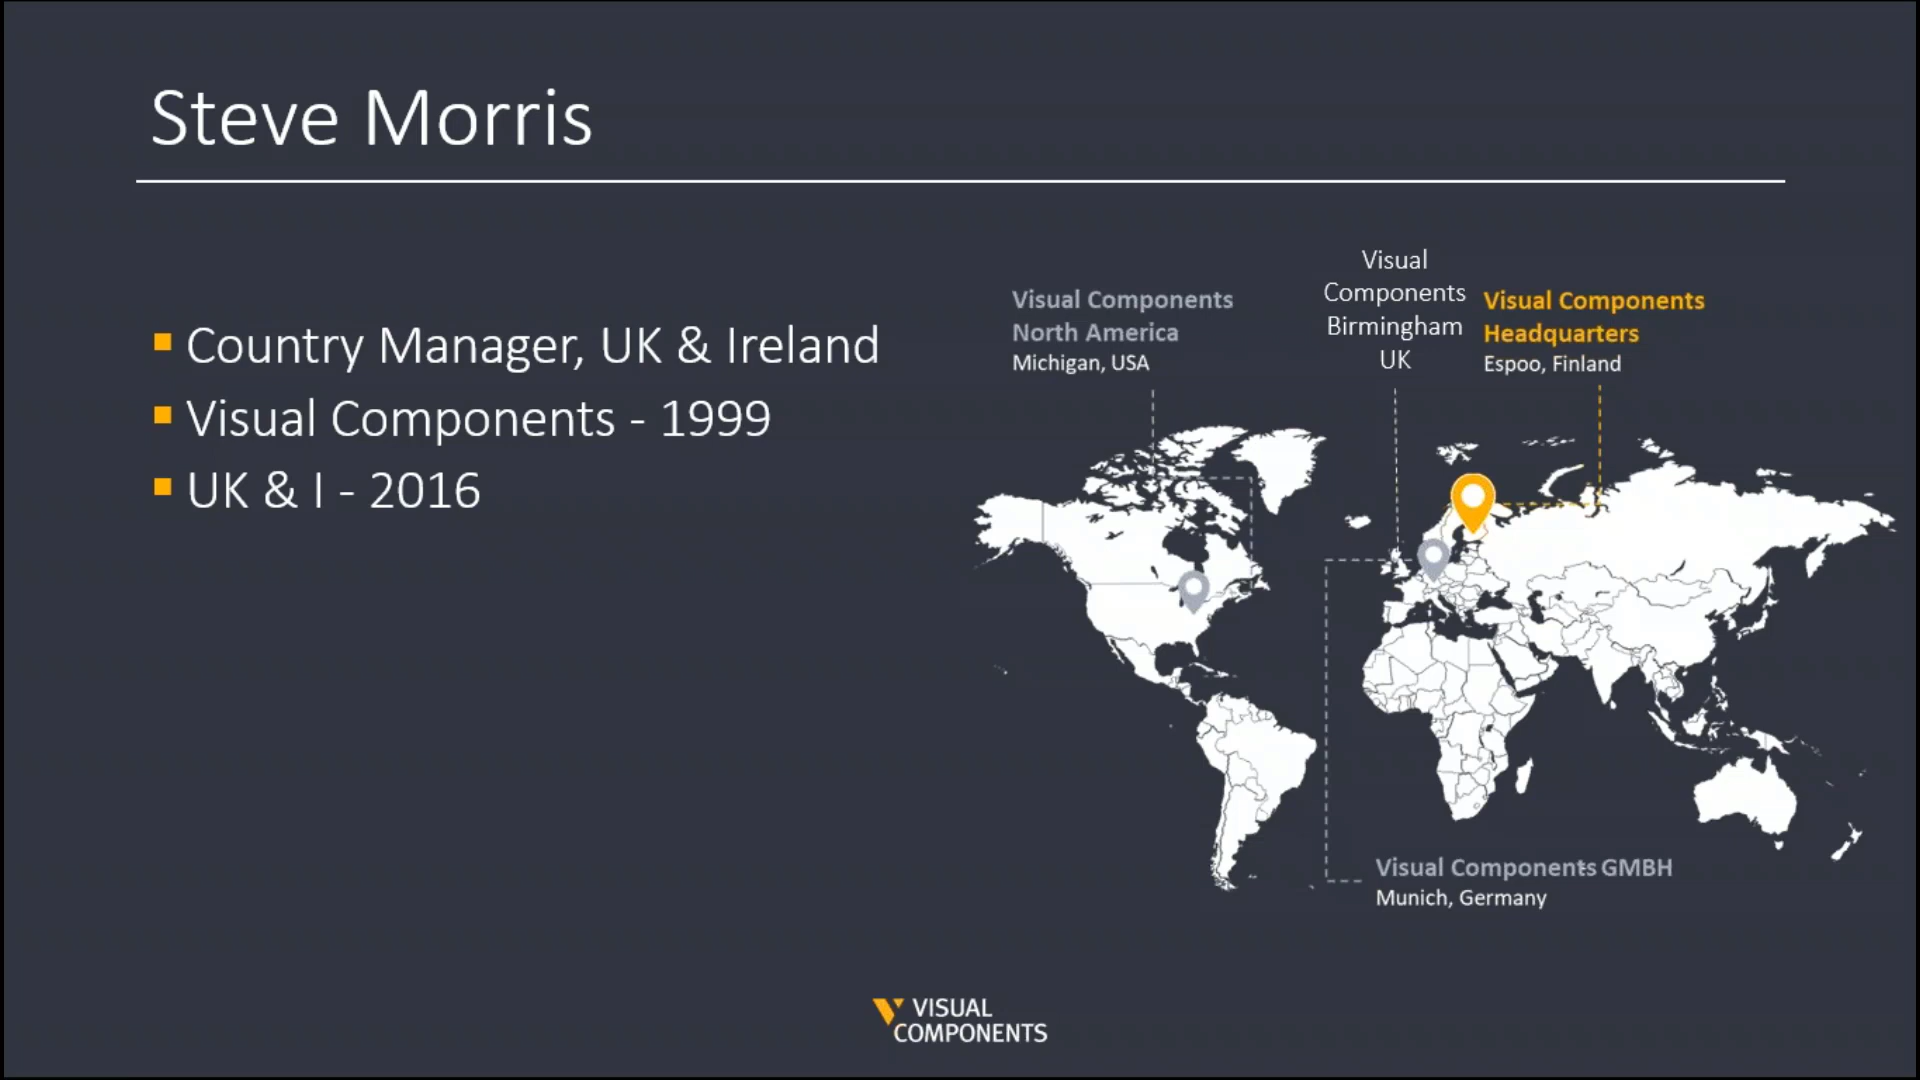 Steve Morris
Country Manager, UK & Ireland
Visual Components - 1999
UK & I - 2016
Visual Components
North America
Michigan, USA
Visual
Components
Birmingham
UK
Visual Components
Headquarters
Espoo, Finland
Visual Components GMBH
Munich, Germany
VISUAL
COMPONENTS